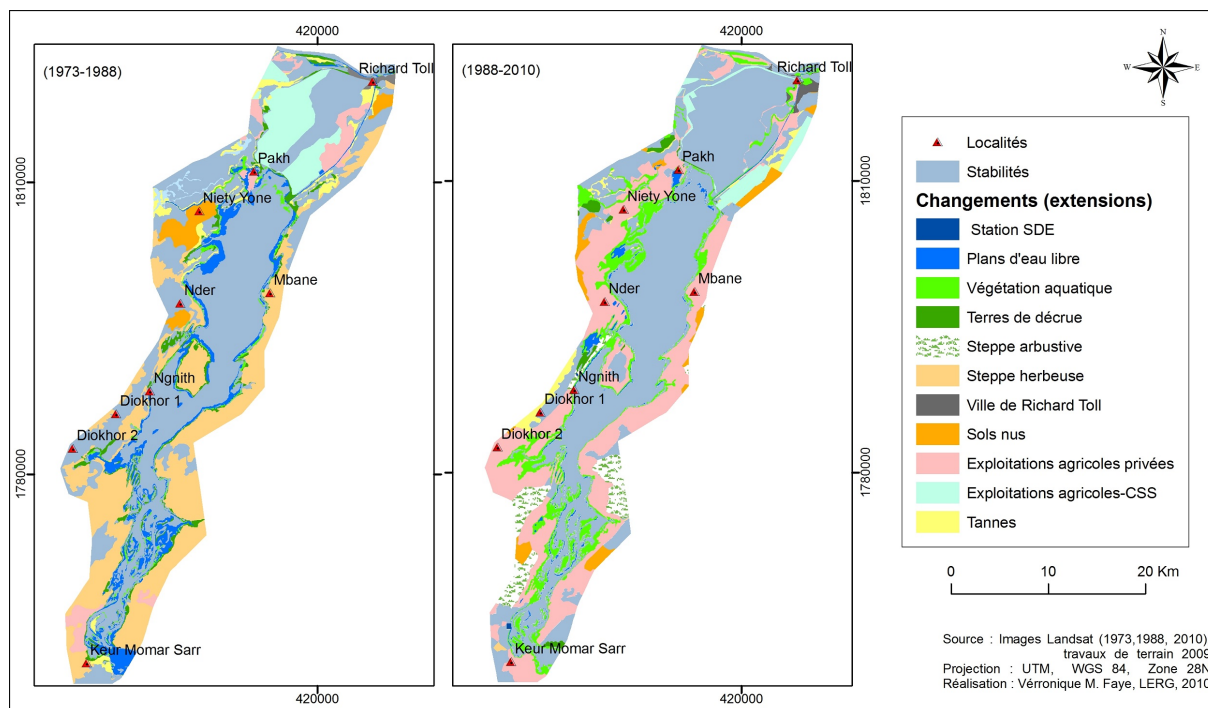 420000
420000
(1973-1988)
Richard Toll
Pakh
Niety Yone
Nder
Mbane
Ngnith
Diokhor 1
Diokhor 2
Keur Momar Sarr
1810000
1780000
420000
(1988-2010)
Richard Toll
Pakh
Niety Yone
Nder
Mbane
Ngnith
Diokhor 1
Diokhor 2
Keur Momar Sarr
1810000
1780000
420000
N
W
E
S
Localités
Stabilités
Changements (extensions)
Station SDE
Plans d'eau libre
Végétation aquatique
Terres de décrue
Steppe arbustive
Steppe herbeuse
Ville de Richard Toll
Sols nus
Exploitations agricoles privées
Exploitations agricoles-CSS
Tannes
0 10 20 Km
Source : Images Landsat (1973,1988, 2010)
travaux de terrain 2009
Projection : UTM, WGS 84, Zone 28N
Réalisation : Vérronique M. Faye, LERG, 2010